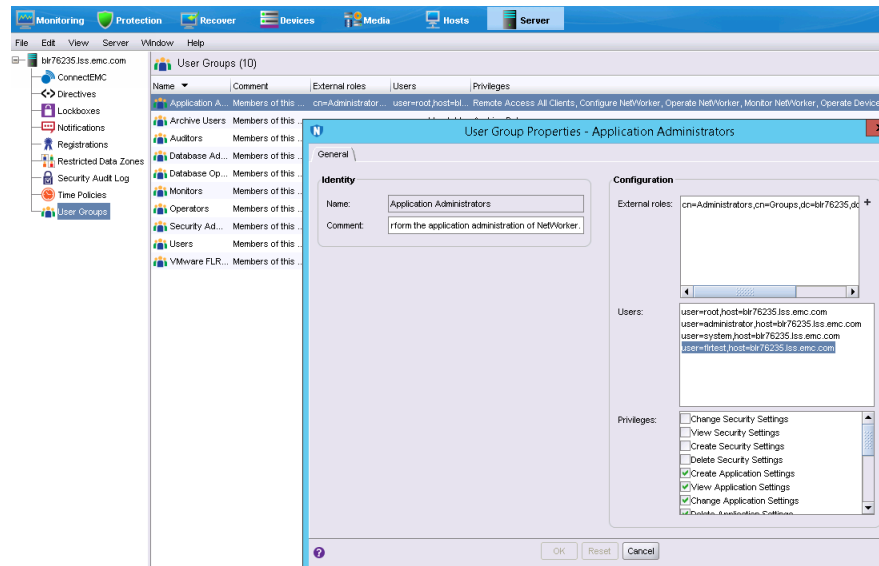 Monitoring Protection Recover Devices Media Hosts Server
File Edit View Server Window Help
blr76235.lss.emc.com
ConnectEMC
Directives
Lockboxes
Notifications
Registrations
Restricted Data Zones
Security Audit Log
Time Policies
User Groups
User Groups (10)
Name Comment External roles Users Privileges
Application A... Members of this ... cn=Administrator... user=root,host=bl... Remote Access All Clients, Configure NetWorker, Operate NetWorker, Monitor NetWorker, Operate Device
Archive Users Members of this ...
Auditors Members of this ...
Database Ad... Members of this ...
Database Op... Members of this ...
Monitors Members of this ...
Operators Members of this ...
Security Ad... Members of this ...
Users Members of this ...
VMware FLR... Members of this ...
User Group Properties - Application Administrators
General
Identity
Name: Application Administrators
Comment: rform the application administration of NetWorker.
Configuration
External roles: cn=Administrators,cn=Groups,dc=blr76235,dc
Users: user=root,host=blr76235.lss.emc.com
user=administrator,host=blr76235.lss.emc.com
user=system,host=blr76235.lss.emc.com
user=flrtest,host=blr76235.lss.emc.com
Privileges: Change Security Settings
View Security Settings
Create Security Settings
Delete Security Settings
Create Application Settings
View Application Settings
Change Application Settings
Delete Application Settings
OK Reset Cancel